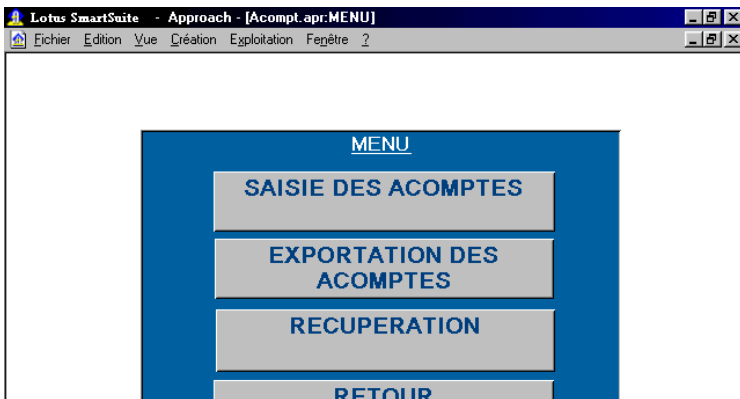 Lotus SmartSuite - Approach - [Acompt.apr:MENU]
Fichier Edition Vue Création Exploitation Fenêtre ?
MENU
SAISIE DES ACOMPTES
EXPORTATION DES
ACOMPTES
RECUPERATION
RETOUR